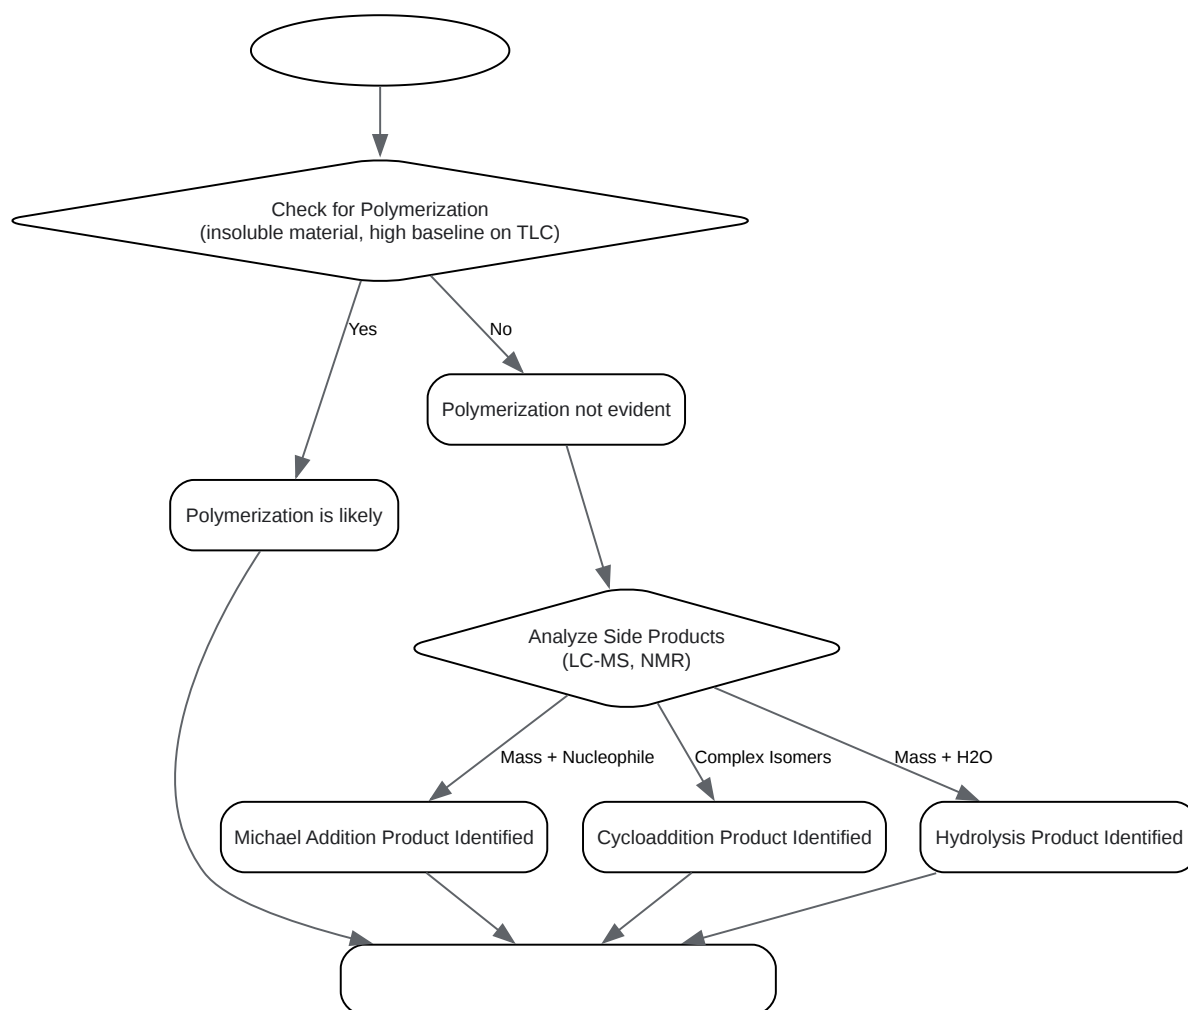 Check for Polymerization
(insoluble material, high baseline on TLC)
Yes
No
Polymerization not evident
Polymerization is likely
Analyze Side Products
(LC-MS, NMR)
Mass + Nucleophile
Complex Isomers
Mass + H2O
Michael Addition Product Identified
Cycloaddition Product Identified
Hydrolysis Product Identified